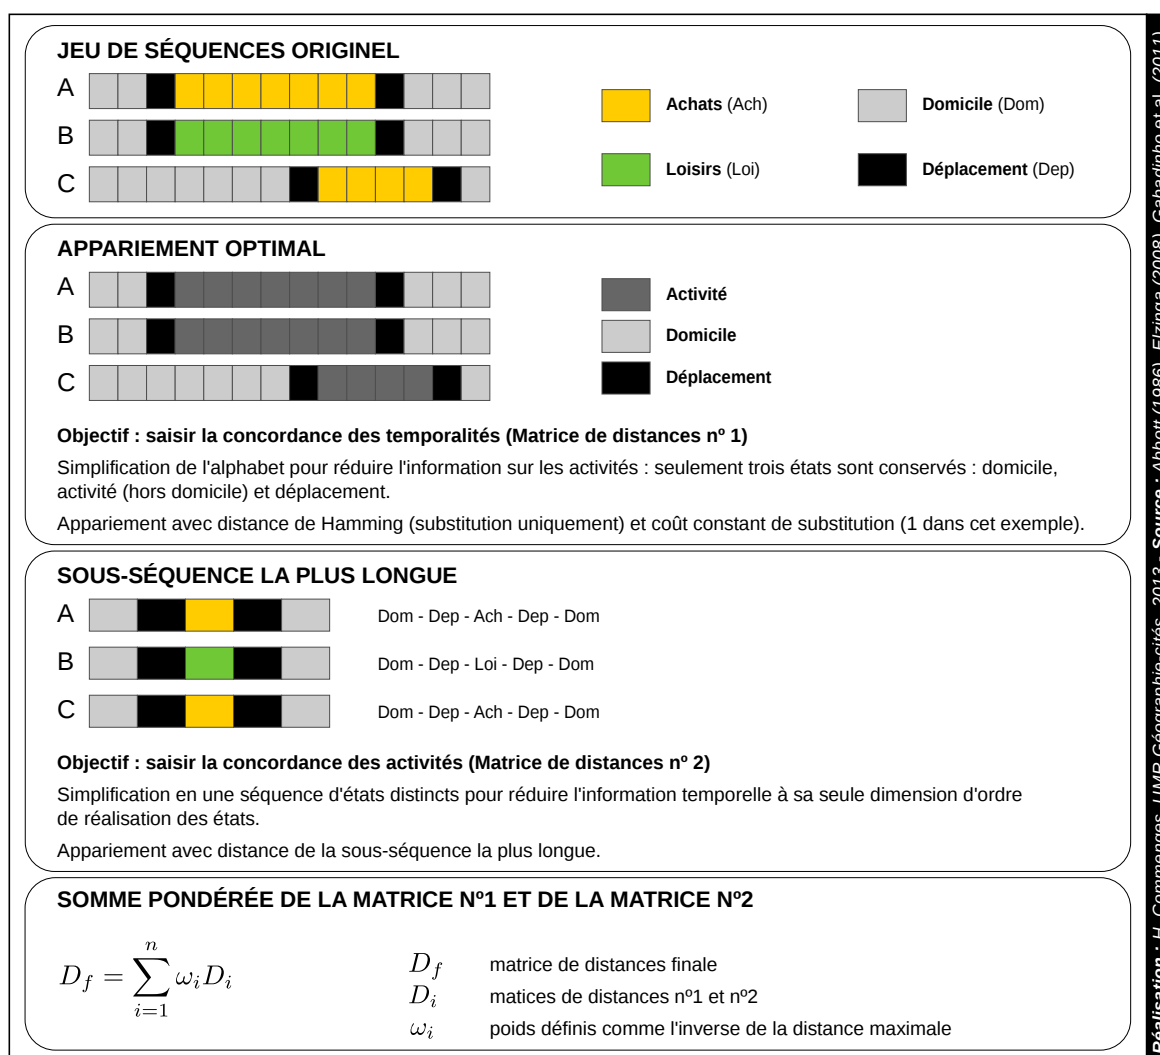 JEU DE SÉQUENCES ORIGINEL
A
B
C
Achats (Ach)
Domicile (Dom)
Loisirs (Loi)
Déplacement (Dep)
APPARIEMENT OPTIMAL
A
B
C
Activité
Domicile
Déplacement
Objectif : saisir la concordance des temporalités (Matrice de distances nº 1)
Simplification de l'alphabet pour réduire l'information sur les activités : seulement trois états sont conservés : domicile,
activité (hors domicile) et déplacement.
Appariement avec distance de Hamming (substitution uniquement) et coût constant de substitution (1 dans cet exemple).
SOUS-SÉQUENCE LA PLUS LONGUE
A Dom - Dep - Ach - Dep - Dom
B Dom - Dep - Loi - Dep - Dom
C Dom - Dep - Ach - Dep - Dom
Objectif : saisir la concordance des activités (Matrice de distances nº 2)
Simplification en une séquence d'états distincts pour réduire l'information temporelle à sa seule dimension d'ordre
de réalisation des états.
Appariement avec distance de la sous-séquence la plus longue.
SOMME PONDÉRÉE DE LA MATRICE Nº1 ET DE LA MATRICE Nº2
D_f = \sum_{i=1}^{n} ω_i D_i
D_f matrice de distances finale
D_i matices de distances nº1 et nº2
ω_i poids définis comme l'inverse de la distance maximale
Réalisation : H. Commenges, UMR Géographie-cités, 2013 - Source : Abbott (1986), Elzinga (2008), Gabadinho et al. (2011)